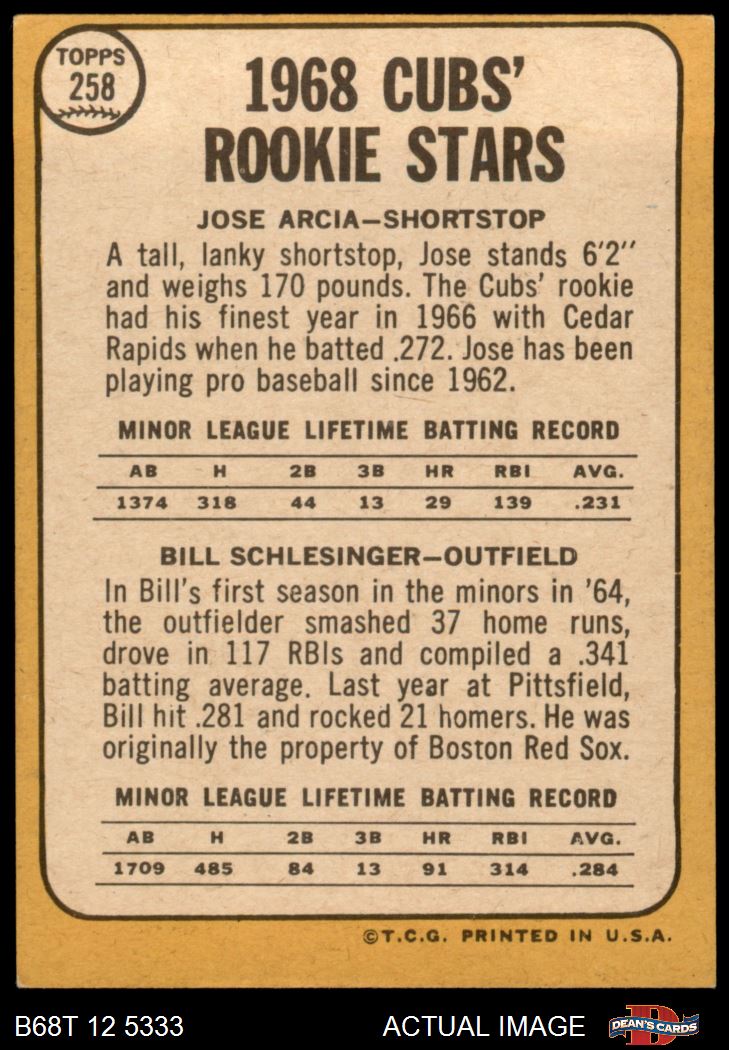 TOPPS
258
1968 CUBS'
ROOKIE STARS
JOSE ARCIA—SHORTSTOP
A tall, lanky shortstop, Jose stands 6'2"
and weighs 170 pounds. The Cubs' rookie
had his finest year in 1966 with Cedar
Rapids when he batted .272. Jose has been
playing pro baseball since 1962.
MINOR LEAGUE LIFETIME BATTING RECORD
AB H 2B 3B HR RBI AVG.
1374 318 44 13 29 139 .231
BILL SCHLESINGER—OUTFIELD
In Bill's first season in the minors in '64,
the outfielder smashed 37 home runs,
drove in 117 RBIs and compiled a .341
batting average. Last year at Pittsfield,
Bill hit .281 and rocked 21 homers. He was
originally the property of Boston Red Sox.
MINOR LEAGUE LIFETIME BATTING RECORD
AB H 2B 3B HR RBI AVG.
1709 485 84 13 91 314 .284
©T.C.G. PRINTED IN U.S.A.
B68T 12 5333 ACTUAL IMAGE D DEAN'S CARDS